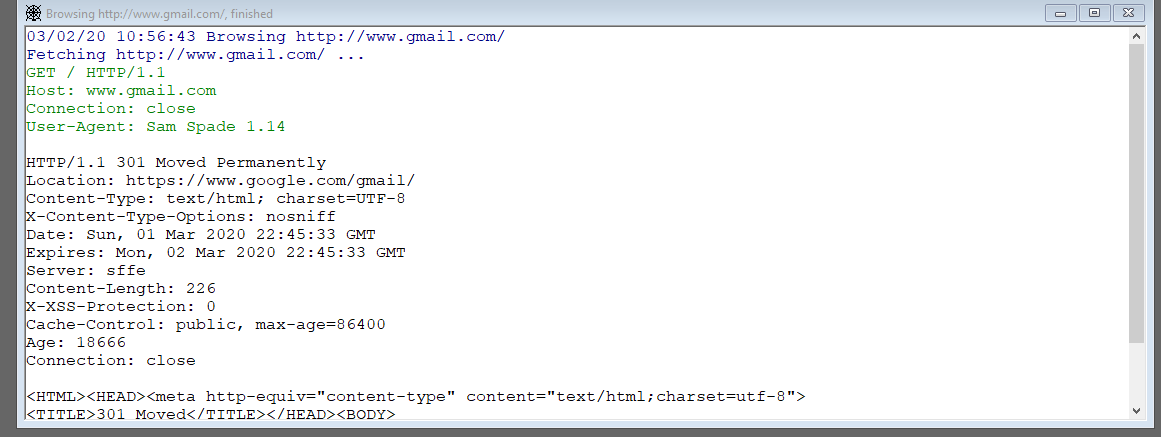 Browsing http://www.gmail.com/, finished
03/02/20 10:56:43 Browsing http://www.gmail.com/
Fetching http://www.gmail.com/ ...
GET / HTTP/1.1
Host: www.gmail.com
Connection: close
User-Agent: Sam Spade 1.14
HTTP/1.1 301 Moved Permanently
Location: https://www.google.com/gmail/
Content-Type: text/html; charset=UTF-8
X-Content-Type-Options: nosniff
Date: Sun, 01 Mar 2020 22:45:33 GMT
Expires: Mon, 02 Mar 2020 22:45:33 GMT
Server: sffe
Content-Length: 226
X-XSS-Protection: 0
Cache-Control: public, max-age=86400
Age: 18666
Connection: close
<HTML><HEAD><meta http-equiv="content-type" content="text/html;charset=utf-8">
<TITLE>301 Moved</TITLE></HEAD><BODY>